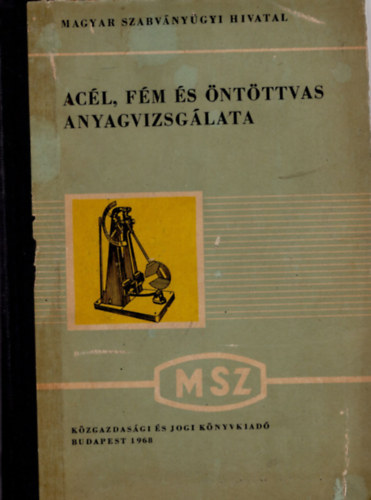 MAGYAR SZABVÁNYÜGYI HIVATAL
ACÉL, FÉM ÉS ÖNTÖTTVAS
ANYAGVIZSGÁLATA
MSZ
KÖZGAZDASÁGI ÉS JOGI KÖNYVKIADÓ
BUDAPEST 1968